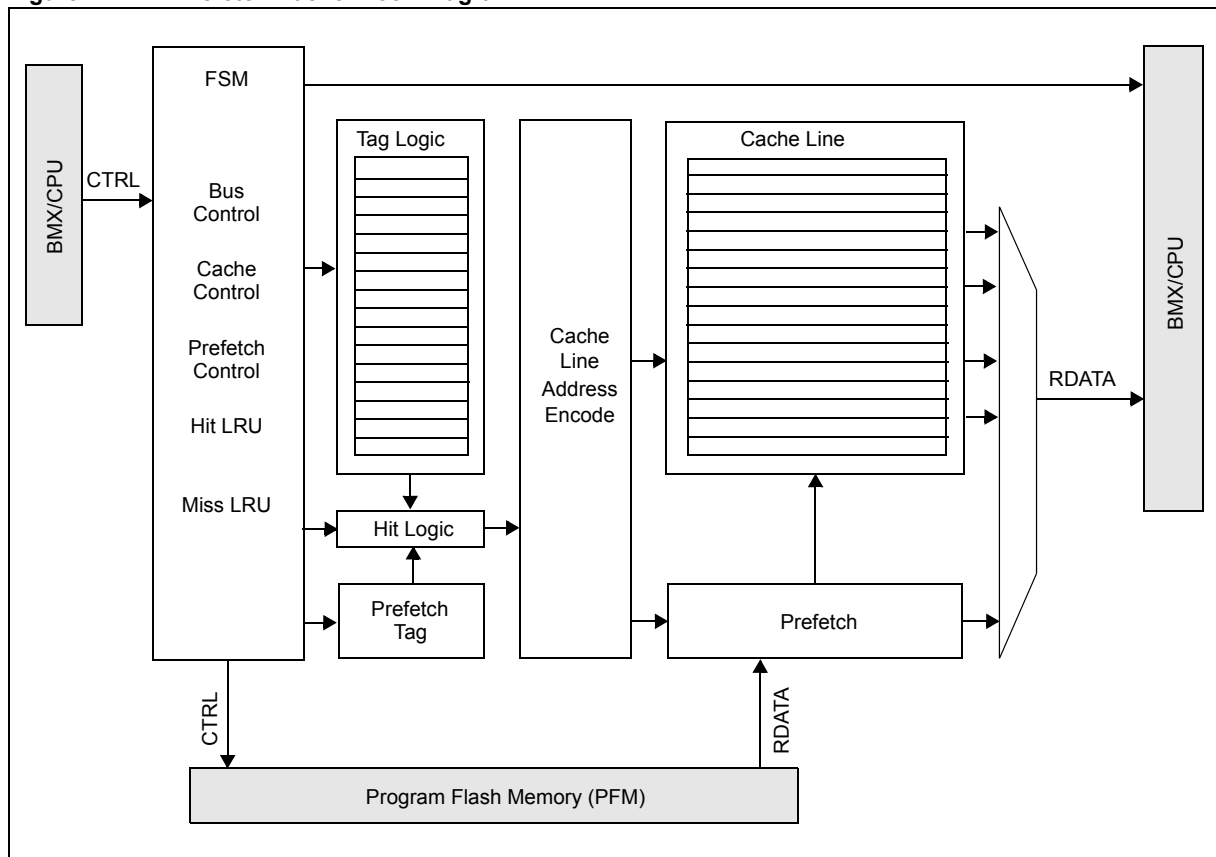 FSM
Bus
Control
Cache
Control
Prefetch
Control
Hit LRU
Miss LRU
BMX/CPU
CTRL
Tag Logic
Hit Logic
Prefetch
Tag
Cache
Line
Address
Encode
Cache Line
Prefetch
RDATA
BMX/CPU
CTRL
RDATA
Program Flash Memory (PFM)